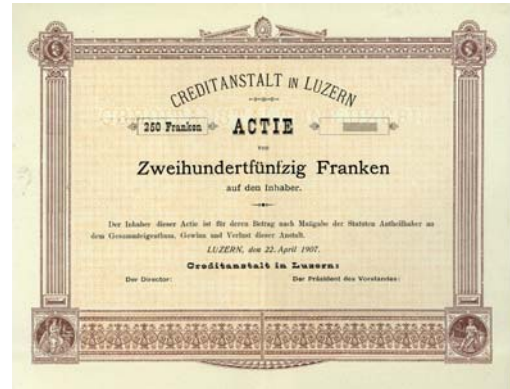 CREDITANSTALT IN LUZERN
250 Franken ACTIE
von
Zweihundertfünfzig Franken
auf den Inhaber.
Der Inhaber dieser Actie ist für deren Betrag nach Maßgabe der Statuten Antheilhaber an
dem Gesammteigenthum, Gewinn und Verlust dieser Anstalt.
LUZERN, den 22. April 1907.
Creditanstalt in Luzern:
Der Director: Der Präsident des Vorstandes: